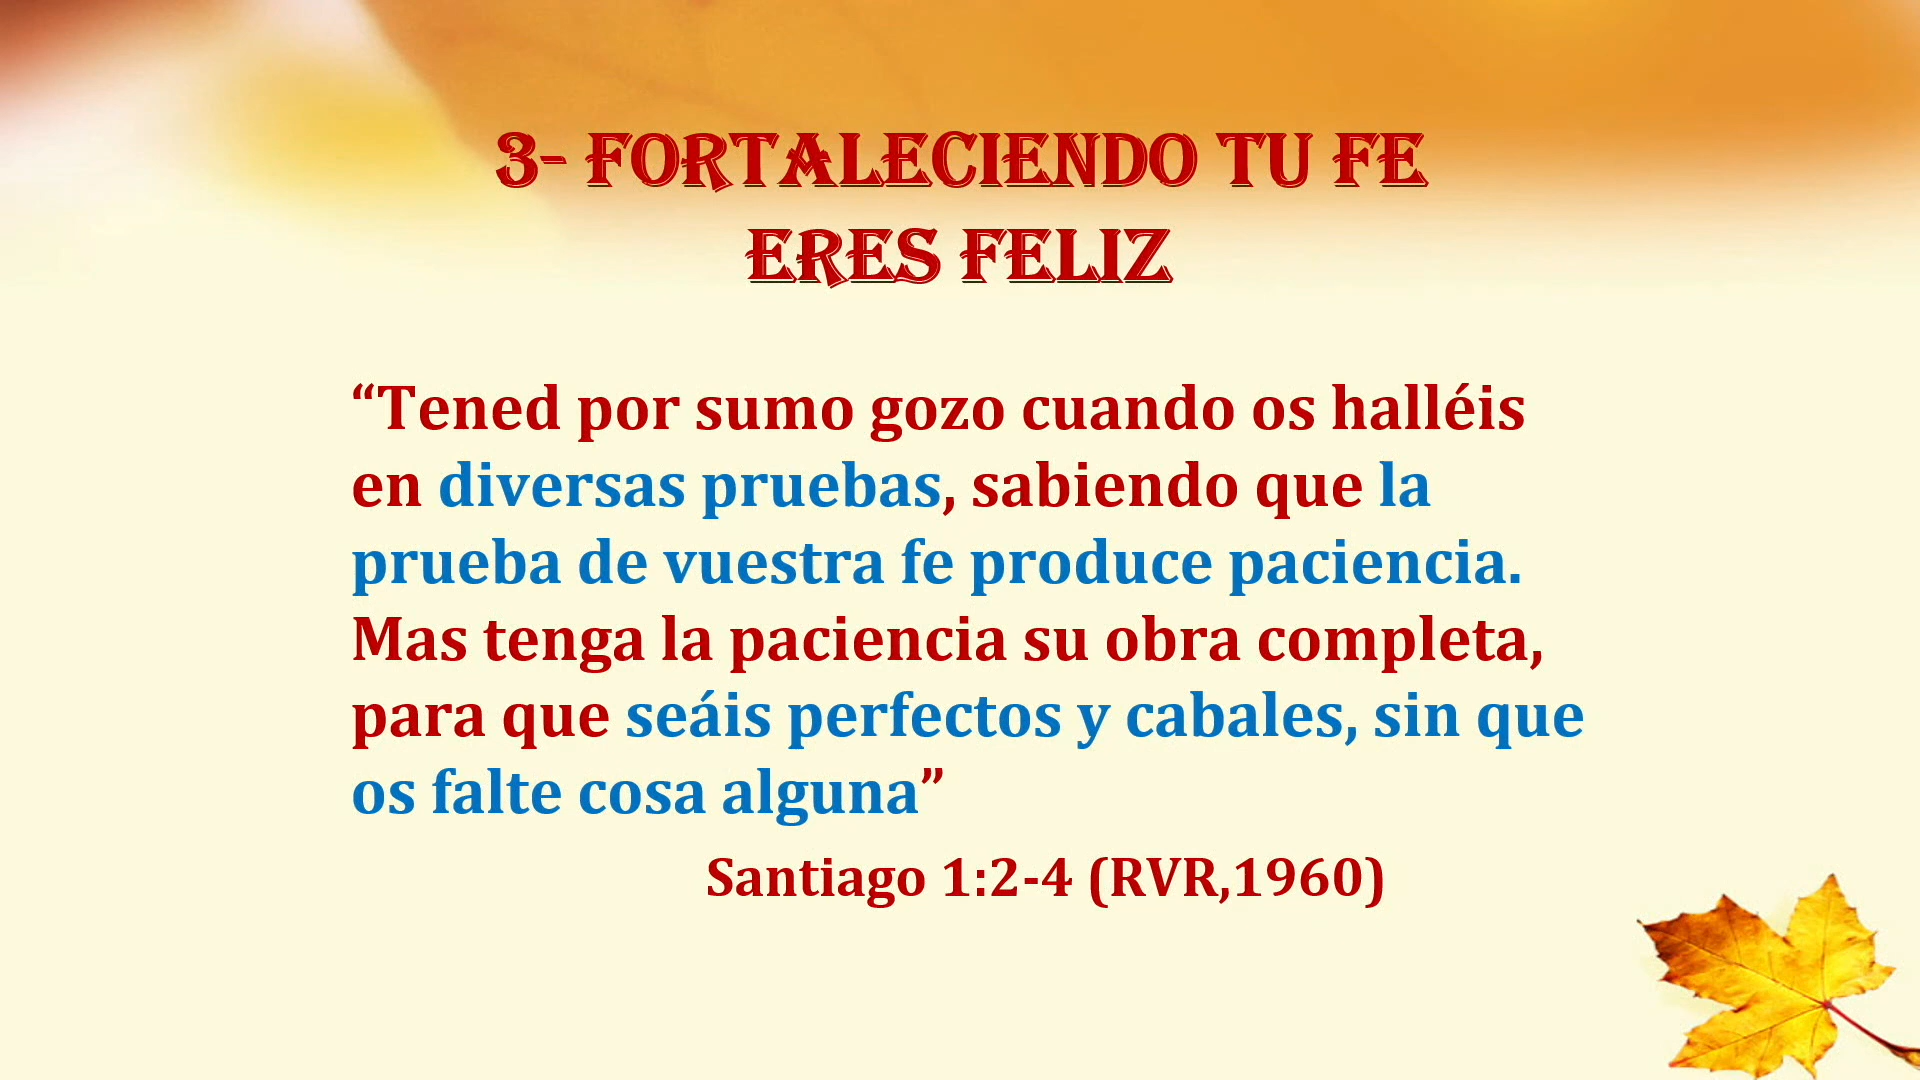 3- FORTALECIENDO TU FE
ERES FELIZ
“Tened por sumo gozo cuando os halléis
en diversas pruebas, sabiendo que la
prueba de vuestra fe produce paciencia.
Mas tenga la paciencia su obra completa,
para que seáis perfectos y cabales, sin que
os falte cosa alguna”
Santiago 1:2-4 (RVR,1960)